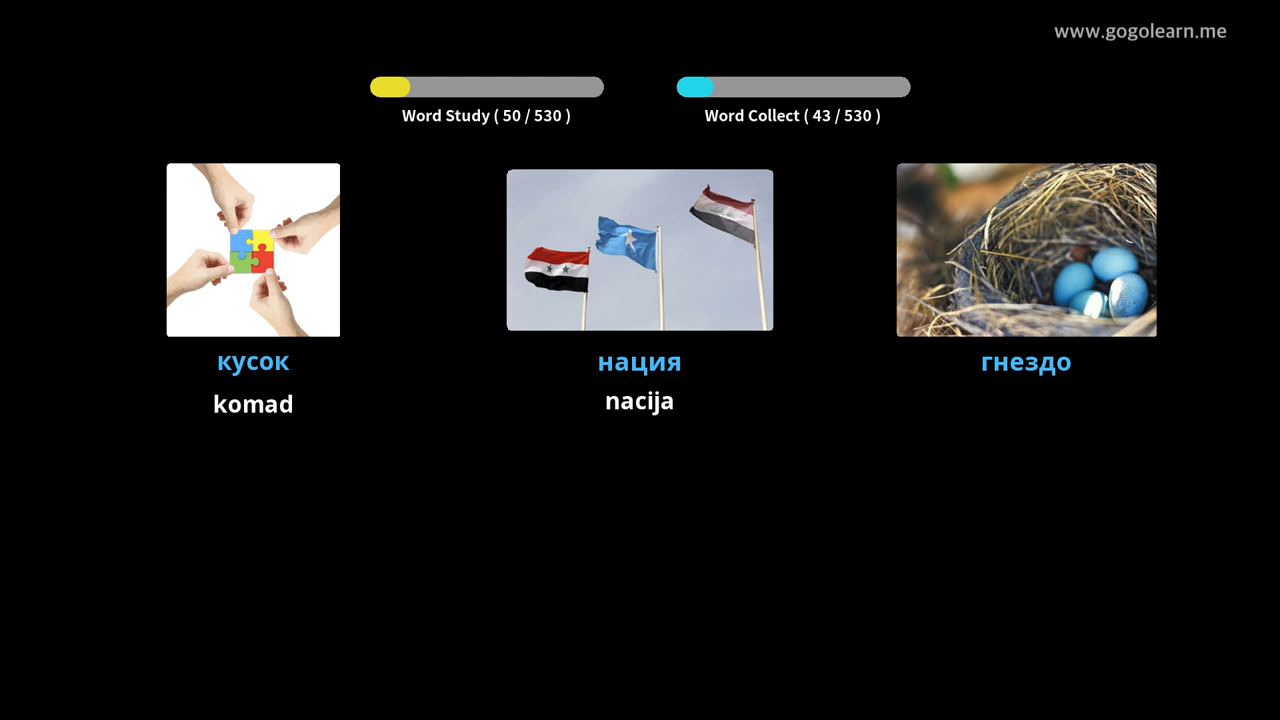 www.gogolearn.me
Word Study ( 50 / 530 )
Word Collect ( 43 / 530 )
кусок
нация
гнездо
komad
nacija